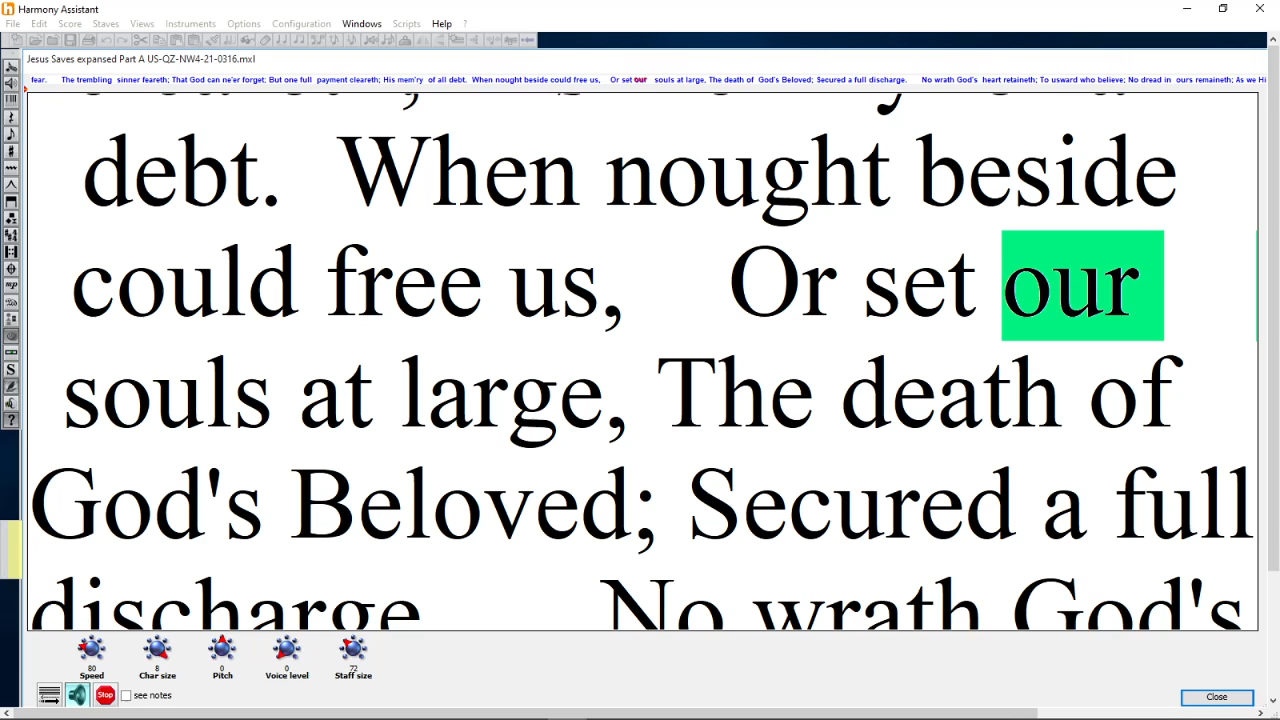 Harmony Assistant
File Edit Score Staves Views Instruments Options Configuration Windows Scripts Help ?
Jesus Saves expansed Part A US-QZ-NW4-21-0316.mxl
fear. The trembling sinner feareth; That God can ne'er forget; But one full payment cleareth; His mem'ry of all debt. When nought beside could free us, Or set our souls at large, The death of God's Beloved; Secured a full discharge. No wrath God's heart retaineth; To usward who believe; No dread in ours remaineth; As we Hi
debt. When nought beside
could free us, Or set our
souls at large, The death of
God's Beloved; Secured a full
discharge No wrath God's
80 8 0 0 72
Speed Char size Pitch Voice level Staff size
Stop see notes Close